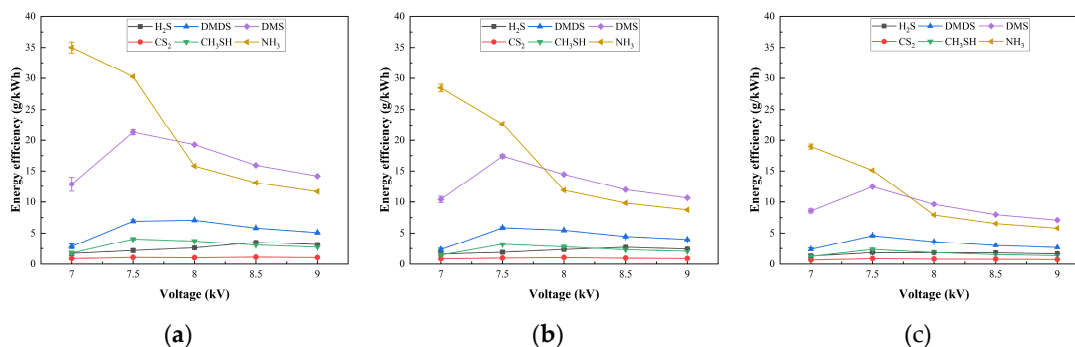 40
35
30
25
20
15
10
5
0
Energy efffciency (g/kWh)
H₂S DMDS DMS
CS₂ CH₃SH NH₃
7 7.5 8 8.5 9
Voltage (kV)
(a)
40
35
30
25
20
15
10
5
0
Energy efffciency (g/kWh)
H₂S DMDS DMS
CS₂ CH₃SH NH₃
7 7.5 8 8.5 9
Voltage (kV)
(b)
40
35
30
25
20
15
10
5
0
Energy efffciency (g/kWh)
H₂S DMDS DMS
CS₂ CH₃SH NH₃
7 7.5 8 8.5 9
Voltage (kV)
(c)